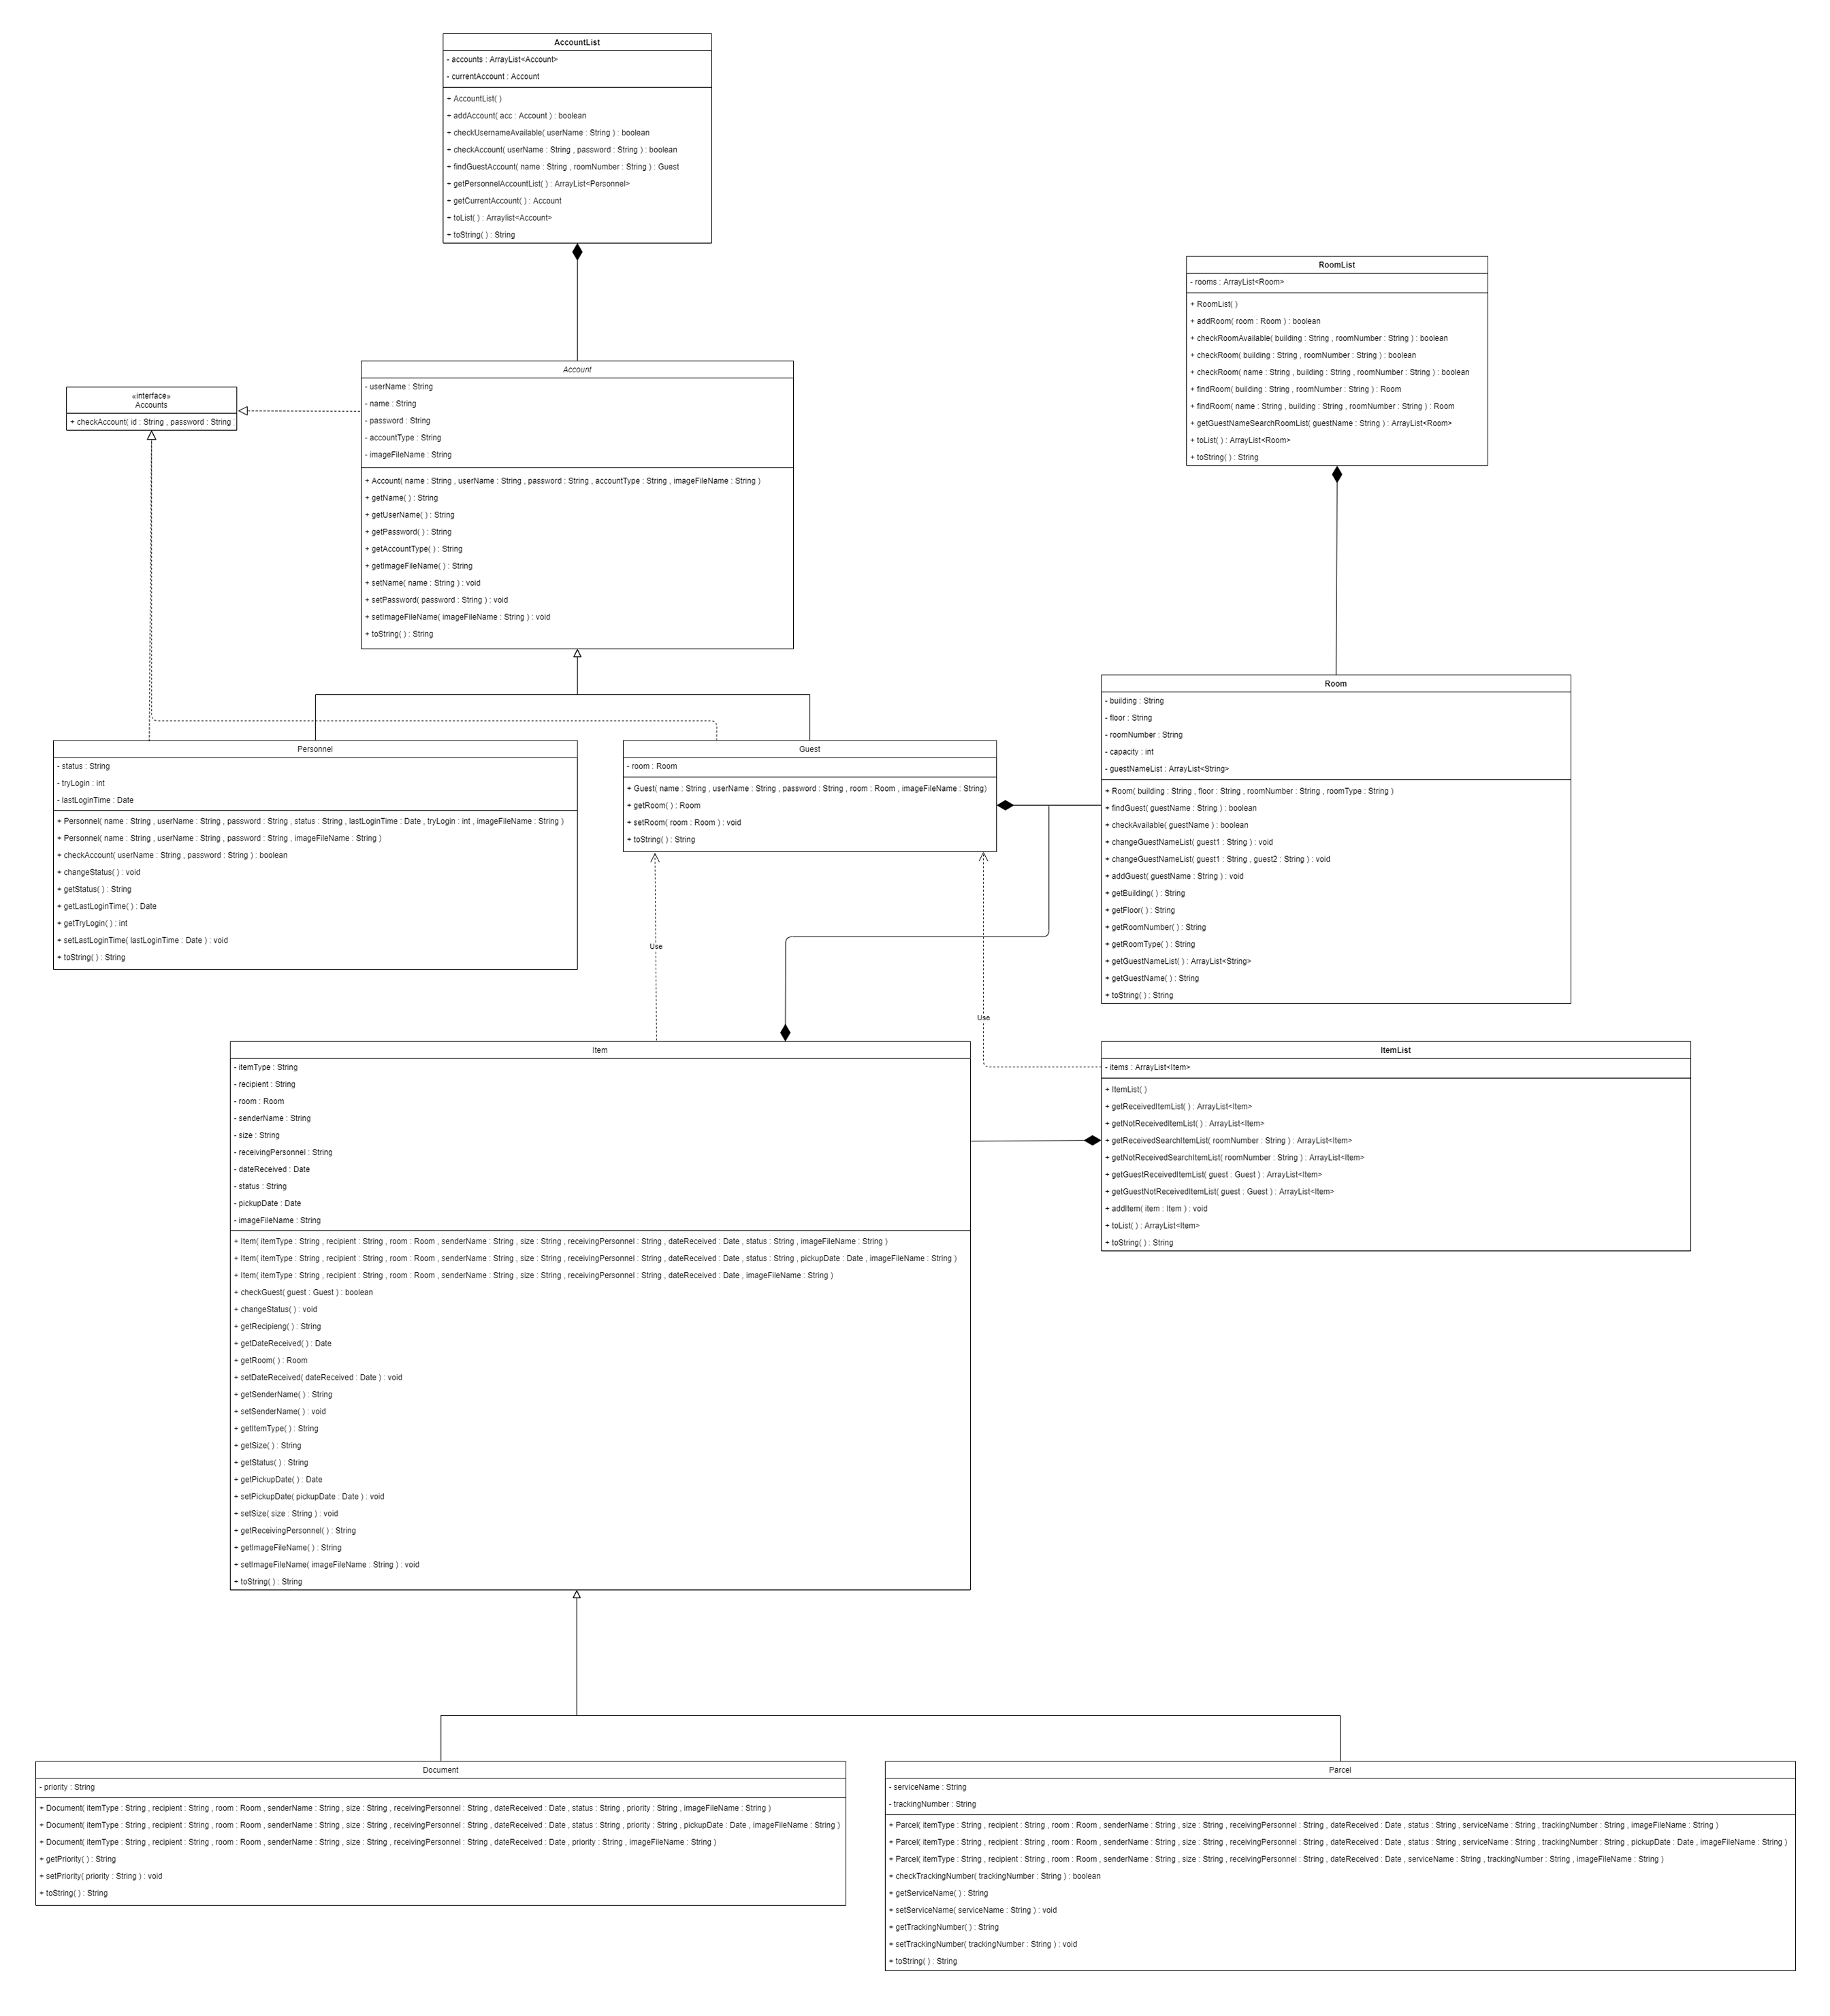 AccountList
- accounts : ArrayList<Account>
- currentAccount : Account
+ AccountList( )
+ addAccount( acc : Account ) : boolean
+ checkUsernameAvailable( userName : String ) : boolean
+ checkAccount( userName : String , password : String ) : boolean
+ findGuestAccount( name : String , roomNumber : String ) : Guest
+ getPersonnelAccountList( ) : ArrayList<Personnel>
+ getCurrentAccount( ) : Account
+ toList( ) : Arraylist<Account>
+ toString( ) : String
RoomList
- rooms : ArrayList<Room>
+ RoomList( )
+ addRoom( room : Room ) : boolean
+ checkRoomAvailable( building : String , roomNumber : String ) : boolean
+ checkRoom( building : String , roomNumber : String ) : boolean
+ checkRoom( name : String , building : String , roomNumber : String ) : boolean
+ findRoom( building : String , roomNumber : String ) : Room
+ findRoom( name : String , building : String , roomNumber : String ) : Room
+ getGuestNameSearchRoomList( guestName : String ) : ArrayList<Room>
+ toList( ) : ArrayList<Room>
+ toString( ) : String
«interface»
Accounts
+ checkAccount( id : String , password : String
Account
- userName : String
- name : String
- password : String
- accountType : String
- imageFileName : String
+ Account( name : String , userName : String , password : String , accountType : String , imageFileName : String )
+ getName( ) : String
+ getUserName( ) : String
+ getPassword( ) : String
+ getAccountType( ) : String
+ getImageFileName( ) : String
+ setName( name : String ) : void
+ setPassword( password : String ) : void
+ setImageFileName( imageFileName : String ) : void
+ toString( ) : String
Personnel
- status : String
- tryLogin : int
- lastLoginTime : Date
+ Personnel( name : String , userName : String , password : String , status : String , lastLoginTime : Date , tryLogin : int , imageFileName : String )
+ Personnel( name : String , userName : String , password : String , imageFileName : String )
+ checkAccount( userName : String , password : String ) : boolean
+ changeStatus( ) : void
+ getStatus( ) : String
+ getLastLoginTime( ) : Date
+ getTryLogin( ) : int
+ setLastLoginTime( lastLoginTime : Date ) : void
+ toString( ) : String
Guest
- room : Room
+ Guest( name : String , userName : String , password : String , room : Room , imageFileName : String)
+ getRoom( ) : Room
+ setRoom( room : Room ) : void
+ toString( ) : String
Room
- building : String
- floor : String
- roomNumber : String
- capacity : int
- guestNameList : ArrayList<String>
+ Room( building : String , floor : String , roomNumber : String , roomType : String )
+ findGuest( guestName : String ) : boolean
+ checkAvailable( guestName ) : boolean
+ changeGuestNameList( guest1 : String ) : void
+ changeGuestNameList( guest1 : String , guest2 : String ) : void
+ addGuest( guestName : String ) : void
+ getBuilding( ) : String
+ getFloor( ) : String
+ getRoomNumber( ) : String
+ getRoomType( ) : String
+ getGuestNameList( ) : ArrayList<String>
+ getGuestName( ) : String
+ toString( ) : String
Use
Use
Item
- itemType : String
- recipient : String
- room : Room
- senderName : String
- size : String
- receivingPersonnel : String
- dateReceived : Date
- status : String
- pickupDate : Date
- imageFileName : String
+ Item( itemType : String , recipient : String , room : Room , senderName : String , size : String , receivingPersonnel : String , dateReceived : Date , status : String , imageFileName : String )
+ Item( itemType : String , recipient : String , room : Room , senderName : String , size : String , receivingPersonnel : String , dateReceived : Date , status : String , pickupDate : Date , imageFileName : String )
+ Item( itemType : String , recipient : String , room : Room , senderName : String , size : String , receivingPersonnel : String , dateReceived : Date , imageFileName : String )
+ checkGuest( guest : Guest ) : boolean
+ changeStatus( ) : void
+ getRecipieng( ) : String
+ getDateReceived( ) : Date
+ getRoom( ) : Room
+ setDateReceived( dateReceived : Date ) : void
+ getSenderName( ) : String
+ setSenderName( ) : void
+ getItemType( ) : String
+ getSize( ) : String
+ getStatus( ) : String
+ getPickupDate( ) : Date
+ setPickupDate( pickupDate : Date ) : void
+ setSize( size : String ) : void
+ getReceivingPersonnel( ) : String
+ getImageFileName( ) : String
+ setImageFileName( imageFileName : String ) : void
+ toString( ) : String
ItemList
- items : ArrayList<Item>
+ ItemList( )
+ getReceivedItemList( ) : ArrayList<Item>
+ getNotReceivedItemList( ) : ArrayList<Item>
+ getReceivedSearchItemList( roomNumber : String ) : ArrayList<Item>
+ getNotReceivedSearchItemList( roomNumber : String ) : ArrayList<Item>
+ getGuestReceivedItemList( guest : Guest ) : ArrayList<Item>
+ getGuestNotReceivedItemList( guest : Guest ) : ArrayList<Item>
+ addItem( item : Item ) : void
+ toList( ) : ArrayList<Item>
+ toString( ) : String
Document
- priority : String
+ Document( itemType : String , recipient : String , room : Room , senderName : String , size : String , receivingPersonnel : String , dateReceived : Date , status : String , priority : String , imageFileName : String )
+ Document( itemType : String , recipient : String , room : Room , senderName : String , size : String , receivingPersonnel : String , dateReceived : Date , status : String , priority : String , pickupDate : Date , imageFileName : String )
+ Document( itemType : String , recipient : String , room : Room , senderName : String , size : String , receivingPersonnel : String , dateReceived : Date , priority : String , imageFileName : String )
+ getPriority( ) : String
+ setPriority( priority : String ) : void
+ toString( ) : String
Parcel
- serviceName : String
- trackingNumber : String
+ Parcel( itemType : String , recipient : String , room : Room , senderName : String , size : String , receivingPersonnel : String , dateReceived : Date , status : String , serviceName : String , trackingNumber : String , imageFileName : String )
+ Parcel( itemType : String , recipient : String , room : Room , senderName : String , size : String , receivingPersonnel : String , dateReceived : Date , status : String , serviceName : String , trackingNumber : String , pickupDate : Date , imageFileName : String )
+ Parcel( itemType : String , recipient : String , room : Room , senderName : String , size : String , receivingPersonnel : String , dateReceived : Date , serviceName : String , trackingNumber : String , imageFileName : String )
+ checkTrackingNumber( trackingNumber : String ) : boolean
+ getServiceName( ) : String
+ setServiceName( serviceName : String ) : void
+ getTrackingNumber( ) : String
+ setTrackingNumber( trackingNumber : String ) : void
+ toString( ) : String